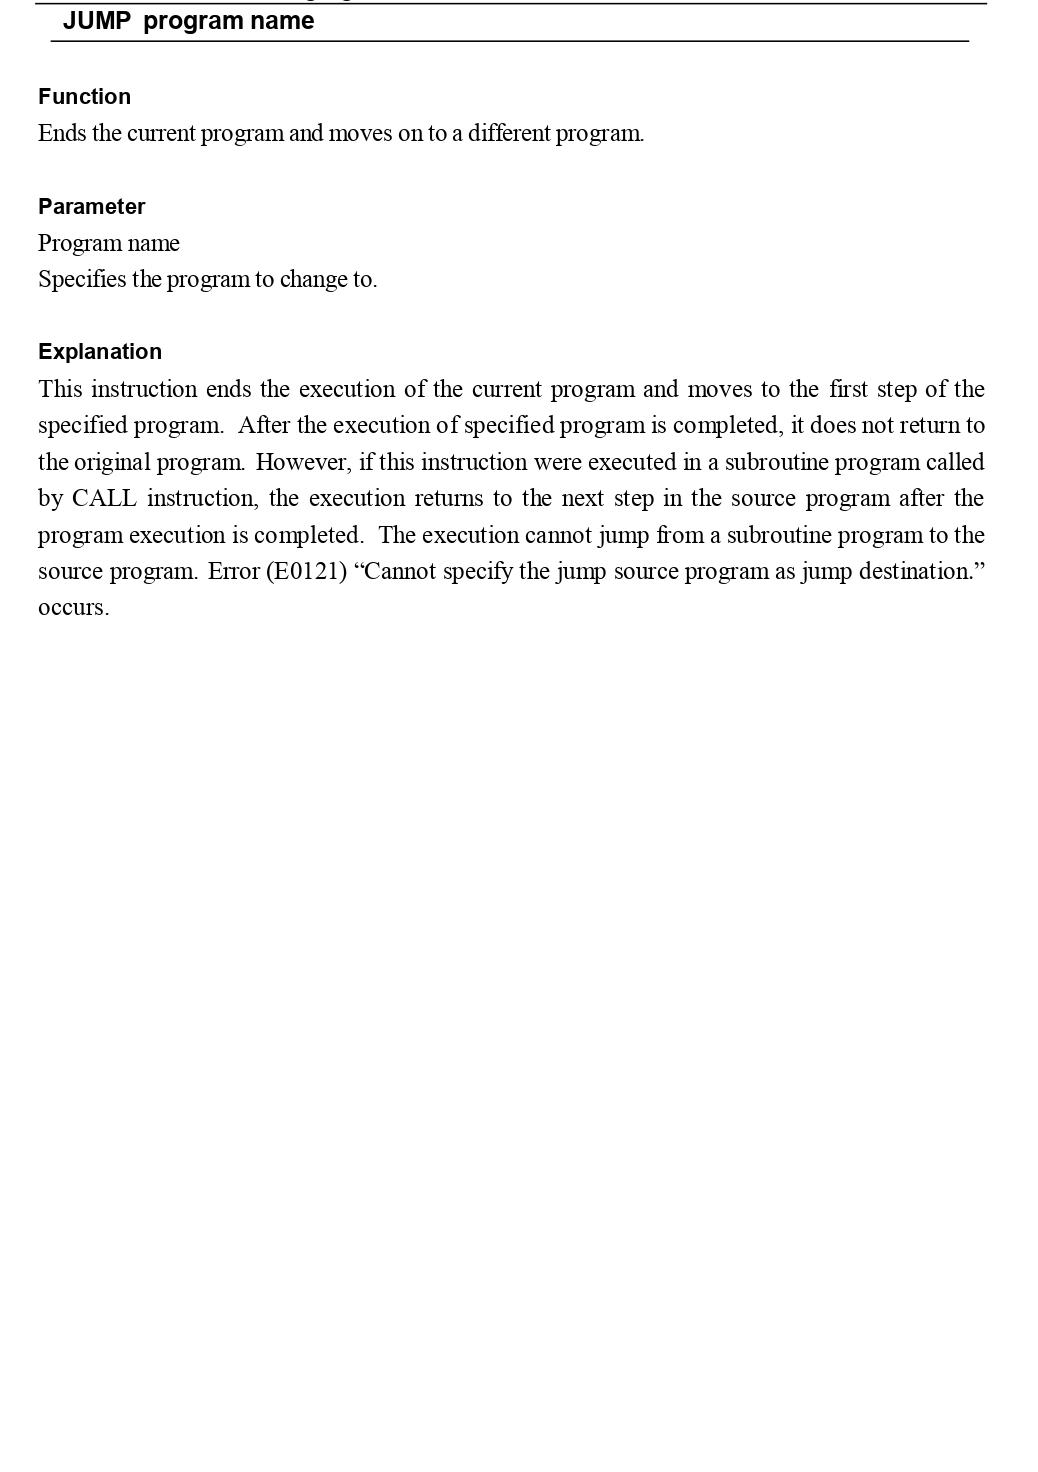 JUMP program name
Function
Ends the current program and moves on to a different program.
Parameter
Program name
Specifies the program to change to.
Explanation
This instruction ends the execution of the current program and moves to the first step of the
specified program. After the execution of specified program is completed, it does not return to
the original program. However, if this instruction were executed in a subroutine program called
by CALL instruction, the execution returns to the next step in the source program after the
program execution is completed. The execution cannot jump from a subroutine program to the
source program. Error (E0121) “Cannot specify the jump source program as jump destination.”
occurs.